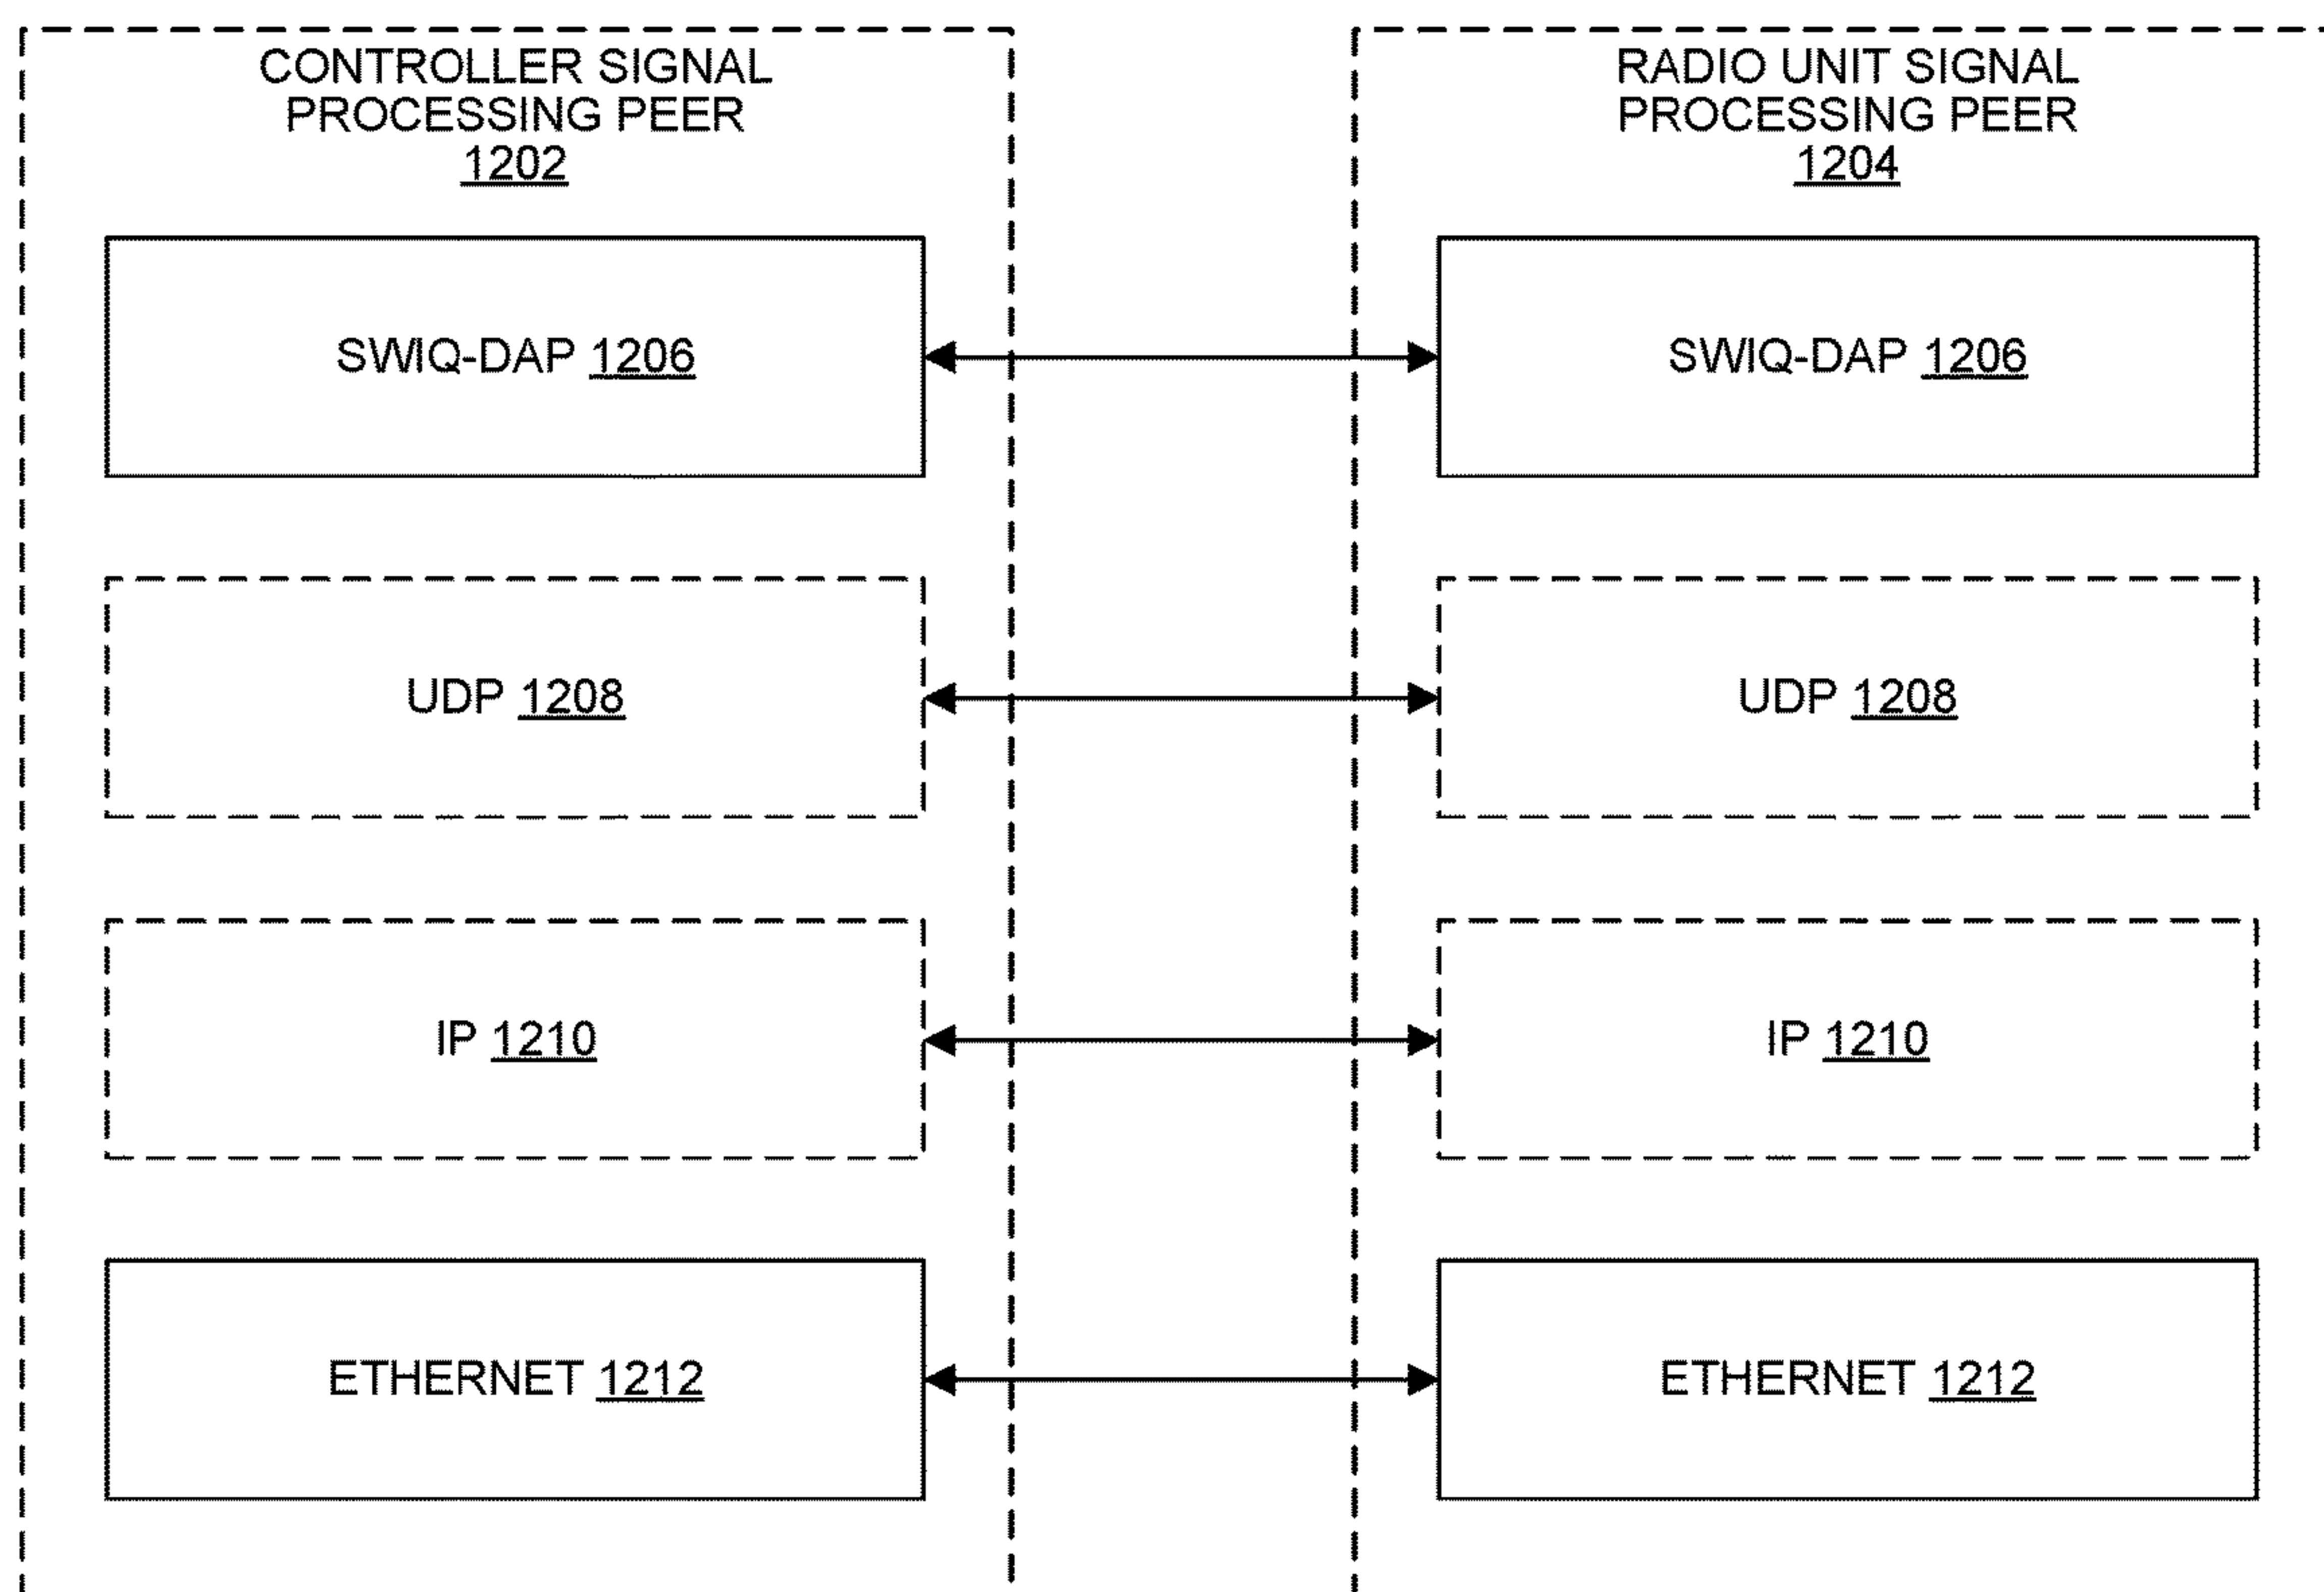 CONTROLLER SIGNAL
PROCESSING PEER
1202
SWIQ-DAP 1206
UDP 1208
IP 1210
ETHERNET 1212
RADIO UNIT SIGNAL
PROCESSING PEER
1204
SWIQ-DAP 1206
UDP 1208
IP 1210
ETHERNET 1212